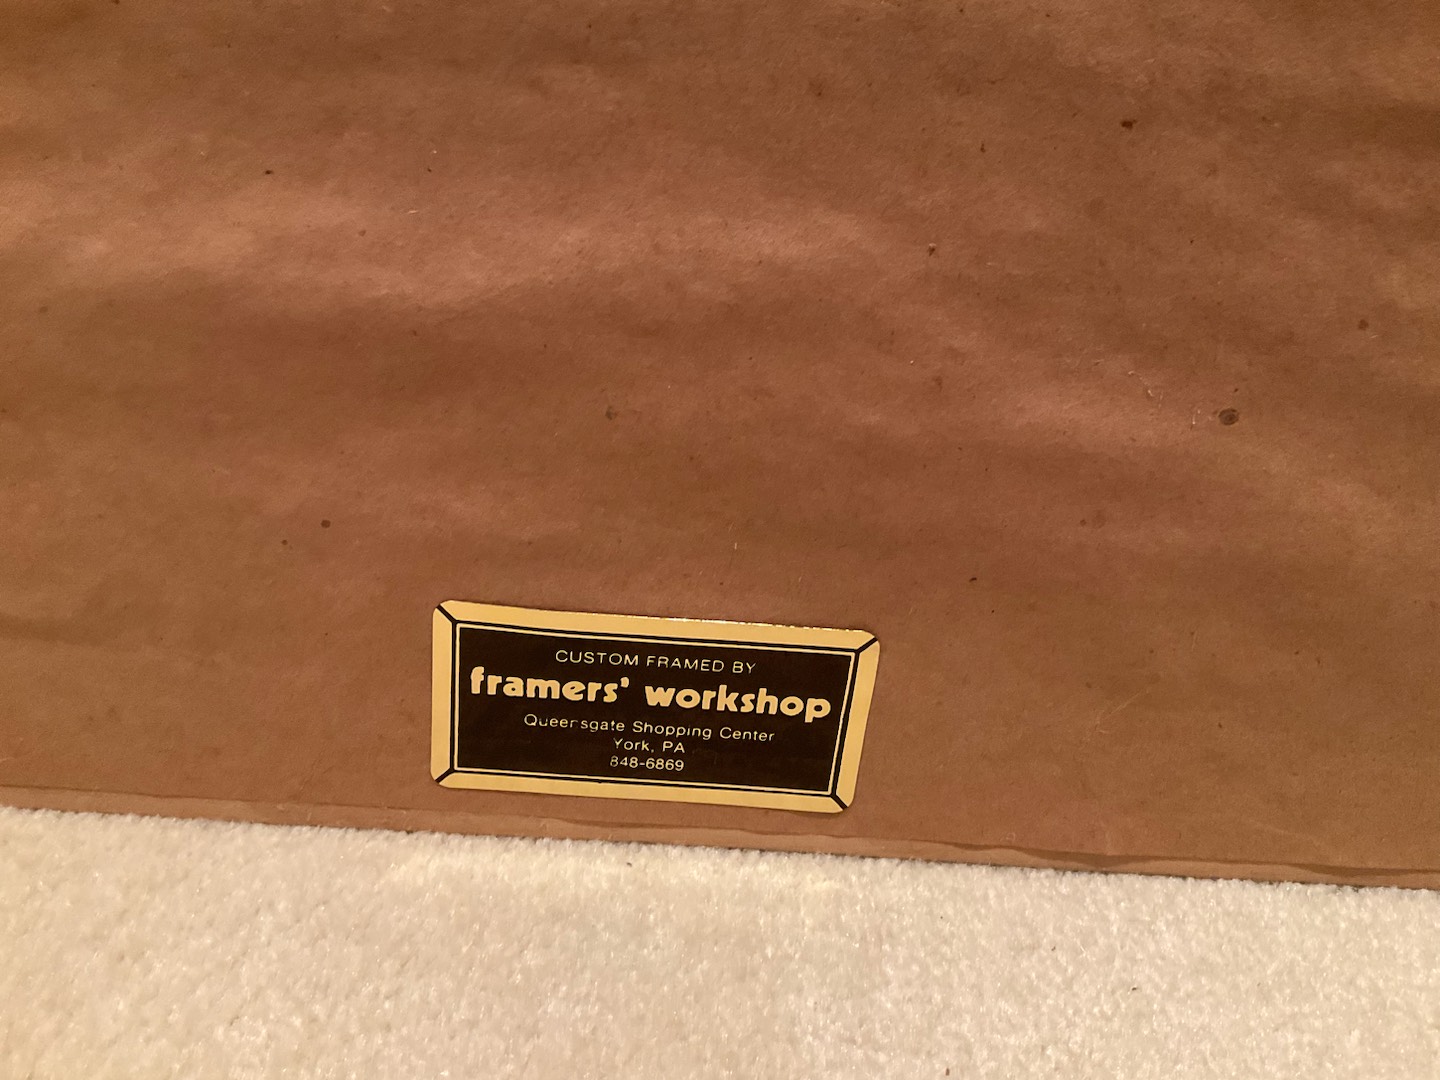 CUSTOM FRAMED BY
framers' workshop
Queensgate Shopping Center
York, PA
848-6869